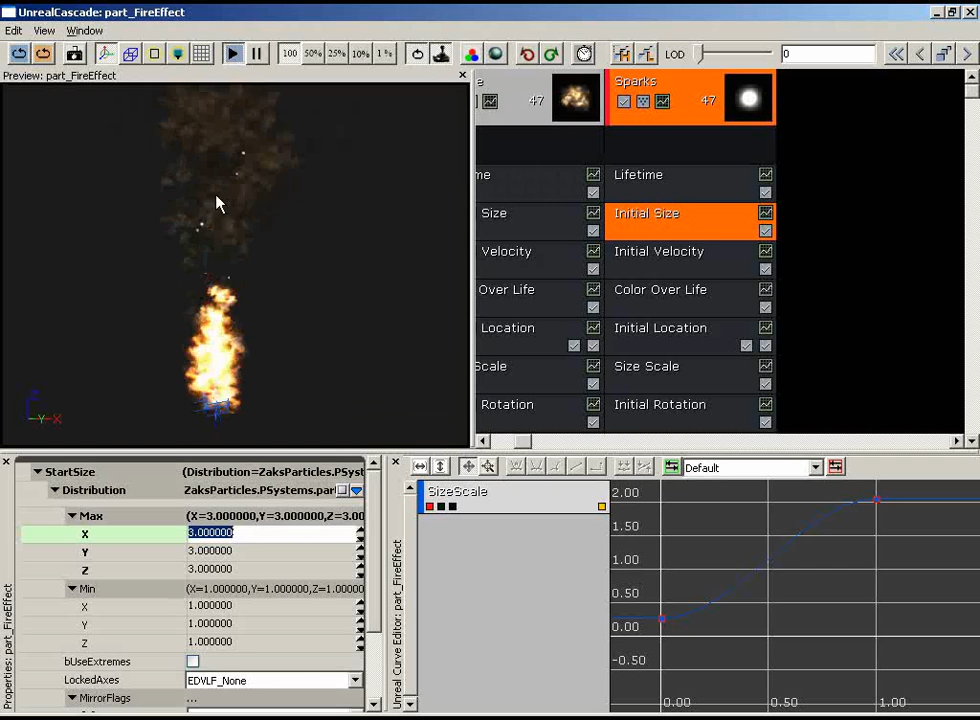 UnrealCascade: part_FireEffect
Edit View Window
100 50% 25% 10% 1 % LOD 0
Preview: part_FireEffect
e 47 Sparks 47
me Lifetime
Size Initial Size
Velocity Initial Velocity
Over Life Color Over Life
Location Initial Location
Scale Size Scale
Rotation Initial Rotation
Y X
Properties: part_FireEffect
StartSize (Distribution=ZaksParticles.PSyst
Distribution ZaksParticles.PSystems.part
Max (X=3.000000,Y=3.000000,Z=3.00
X 3.000000
Y 3.000000
Z 3.000000
Min (X=1.000000,Y=1.000000,Z=1.00000
X 1.000000
Y 1.000000
Z 1.000000
bUseExtremes
LockedAxes EDVLF_None
MirrorFlags ...
Unreal Curve Editor: part_FireEffect
Default
SizeScale
2.00
1.50
1.00
0.50
0.00
-0.50
0.00 0.50 1.00